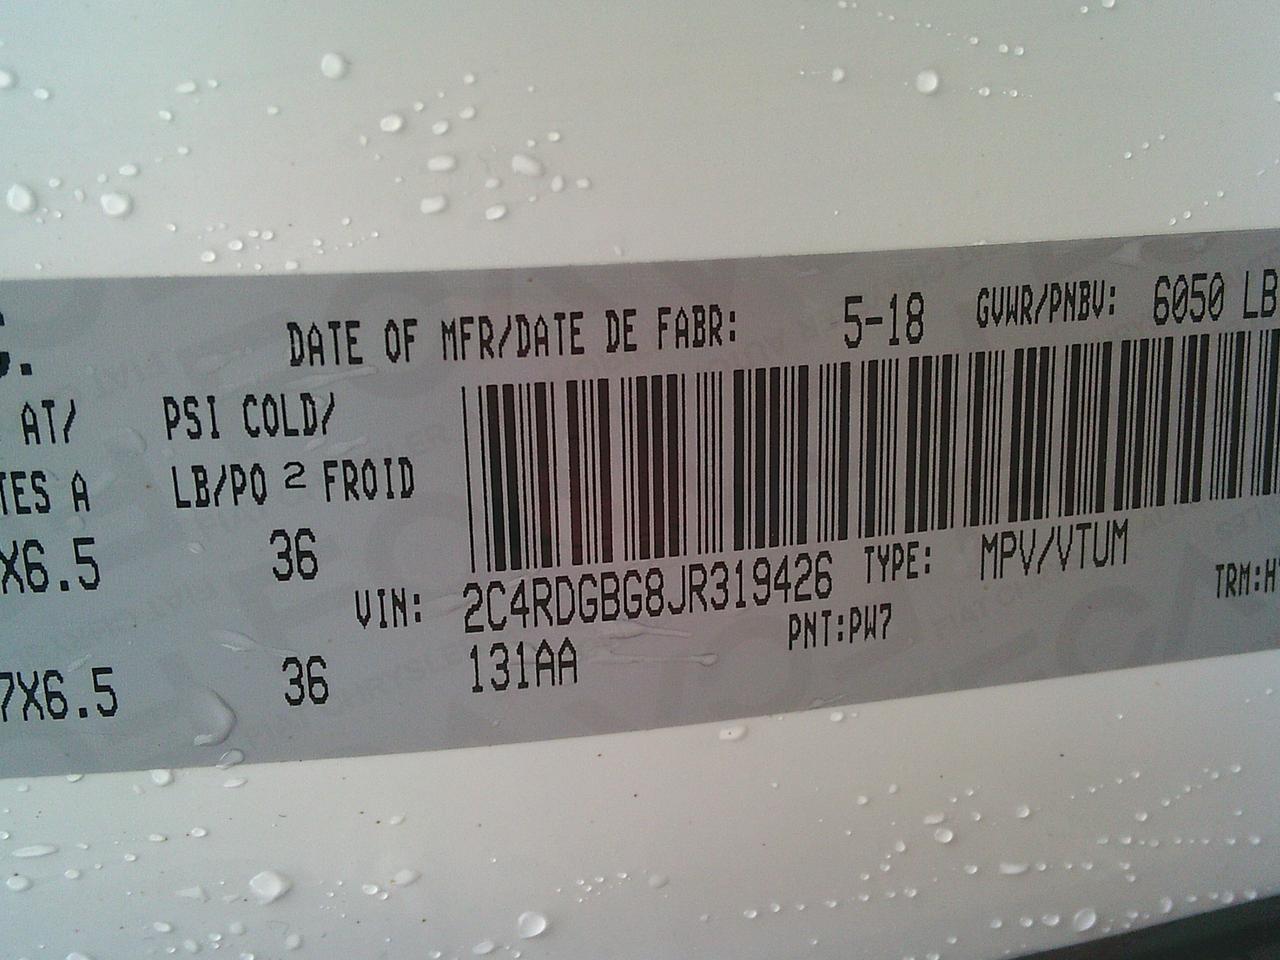 DATE OF MFR/DATE DE FABR: 5-18 GVWR/PNBV: 6050 LB
AT/ PSI COLD/
TES A LB/PO 2 FROID
X6.5 36
VIN: 2C4RDGBG8JR319426 TYPE: MPV/VTUM TRM:H
131AA PNT:PW7
7X6.5 36